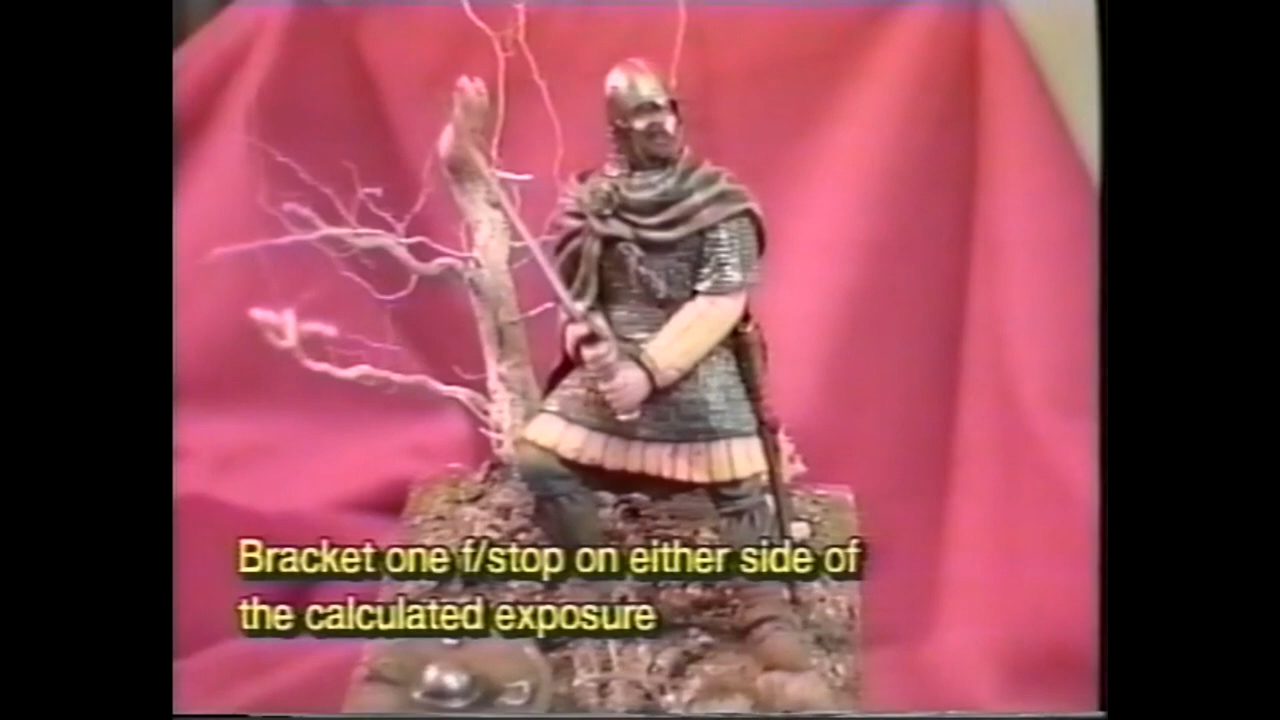 Bracket one f/stop on either side of
the calculated exposure